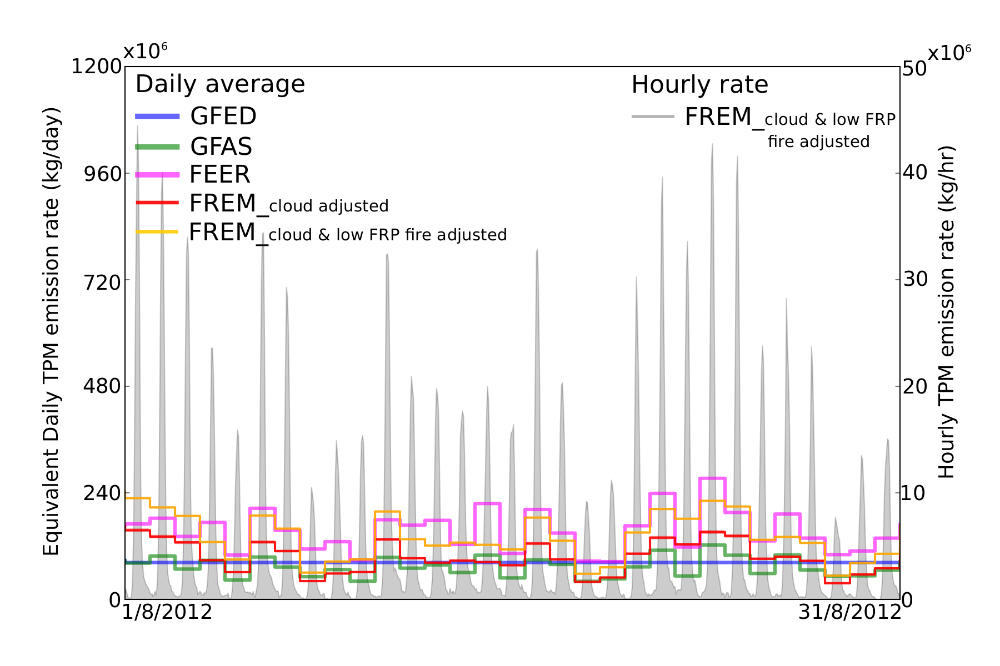 x10⁶
x10⁶
1200
50
Daily average
Hourly rate
GFED
FREM_cloud & low FRP
fire adjusted
GFAS
960
FEER
40
FREM_cloud adjusted
FREM_cloud & low FRP fire adjusted
720
30
480
20
240
10
0
0
1/8/2012
31/8/2012
Equivalent Daily TPM emission rate (kg/day)
Hourly TPM emission rate (kg/hr)